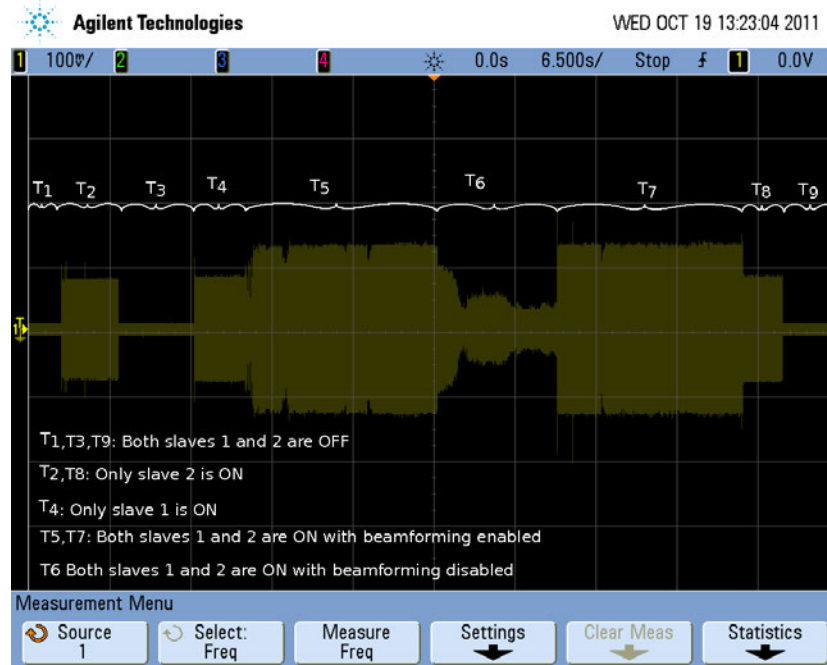 Agilent Technologies WED OCT 19 13:23:04 2011
1 100mV/ 2 3 4 0.0s 6.500s/ Stop 1 0.0V
T1 T2 T3 T4 T5 T6 T7 T8 T9
T1,T3,T9: Both slaves 1 and 2 are OFF
T2,T8: Only slave 2 is ON
T4: Only slave 1 is ON
T5,T7: Both slaves 1 and 2 are ON with beamforming enabled
T6 Both slaves 1 and 2 are ON with beamforming disabled
Measurement Menu
Source Select: Measure Settings Clear Meas Statistics
1 Freq Freq